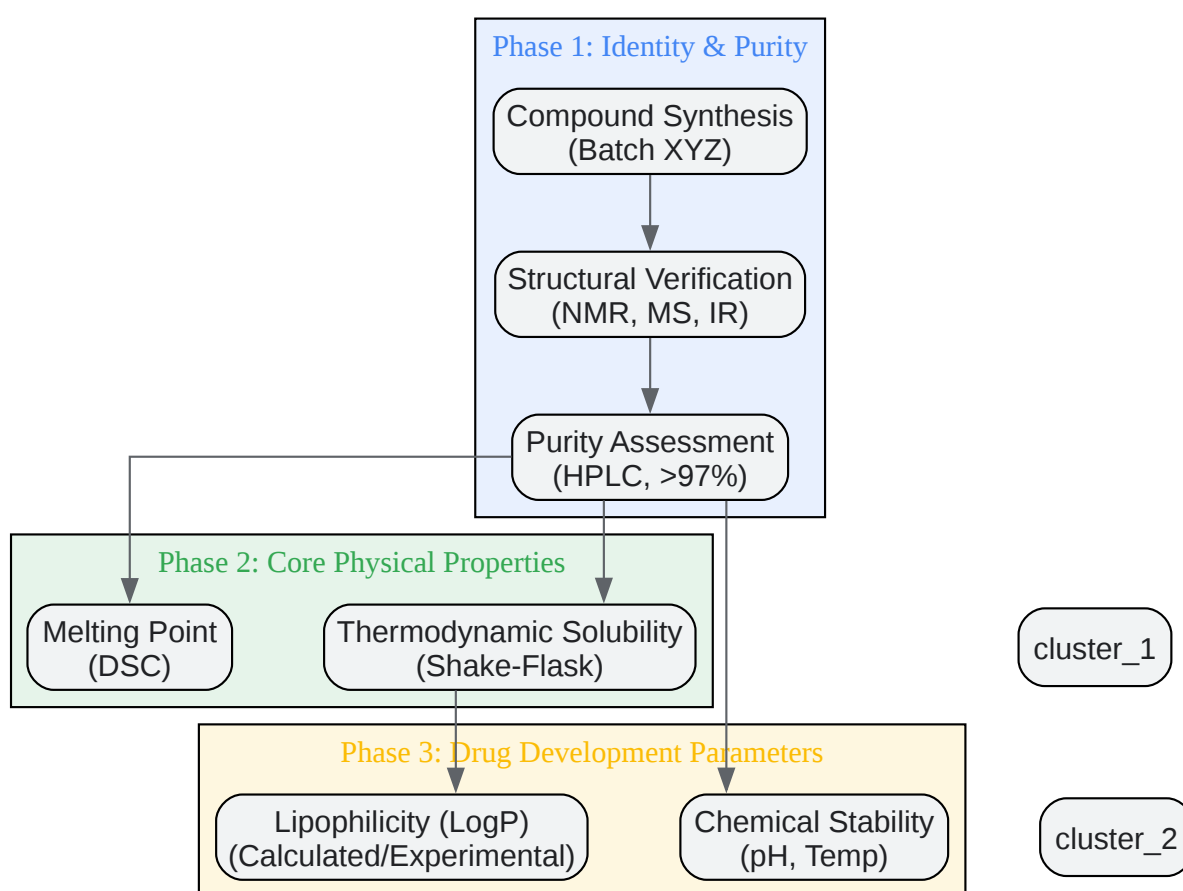 Phase 1: Identity & Purity
Compound Synthesis
(Batch XYZ)
Structural Verification
(NMR, MS, IR)
Purity Assessment
(HPLC, >97%)
Phase 2: Core Physical Properties
Melting Point
(DSC)
Thermodynamic Solubility
(Shake-Flask)
cluster_1
Phase 3: Drug Development Parameters
Lipophilicity (LogP)
(Calculated/Experimental)
Chemical Stability
(pH, Temp)
cluster_2